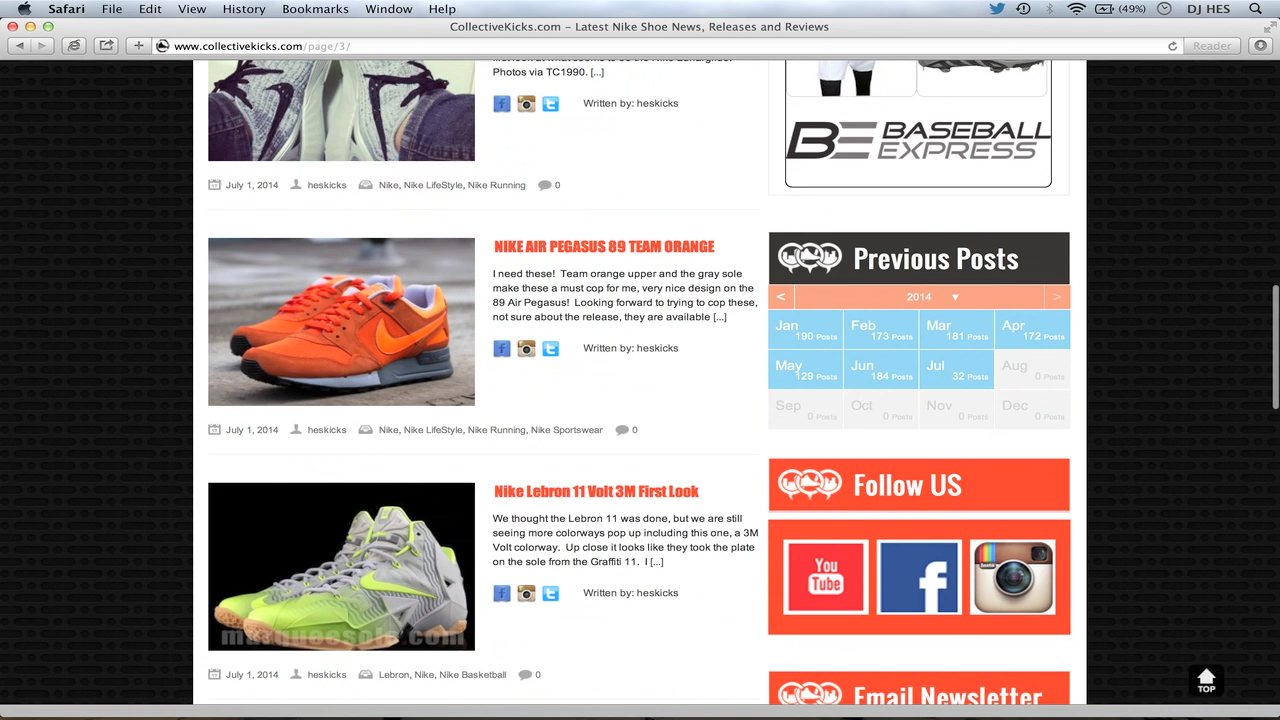 Safari File Edit View History Bookmarks Window Help (49%) DJ HES
CollectiveKicks.com – Latest Nike Shoe News, Releases and Reviews
www.collectivekicks.com/page/3/ Reader
Photos via TC1990. [...]
Written by: heskicks
July 1, 2014 heskicks Nike, Nike LifeStyle, Nike Running 0
NIKE AIR PEGASUS 89 TEAM ORANGE
I need these! Team orange upper and the gray sole
make these a must cop for me, very nice design on the
89 Air Pegasus! Looking forward to trying to cop these,
not sure about the release, they are available [...]
Written by: heskicks
July 1, 2014 heskicks Nike, Nike LifeStyle, Nike Running, Nike Sportswear 0
Nike Lebron 11 Volt 3M First Look
We thought the Lebron 11 was done, but we are still
seeing more colorways pop up including this one, a 3M
Volt colorway. Up close it looks like they took the plate
on the sole from the Graffiti 11. I [...]
Written by: heskicks
July 1, 2014 heskicks Lebron, Nike, Nike Basketball 0
BE BASEBALL
EXPRESS
Previous Posts
< 2014 ▼ >
Jan Feb Mar Apr
190 Posts 173 Posts 181 Posts 172 Posts
May Jun Jul Aug
129 Posts 184 Posts 32 Posts 0 Posts
Sep Oct Nov Dec
0 Posts 0 Posts 0 Posts 0 Posts
Follow US
You
Tube
f
Email Newsletter
TOP